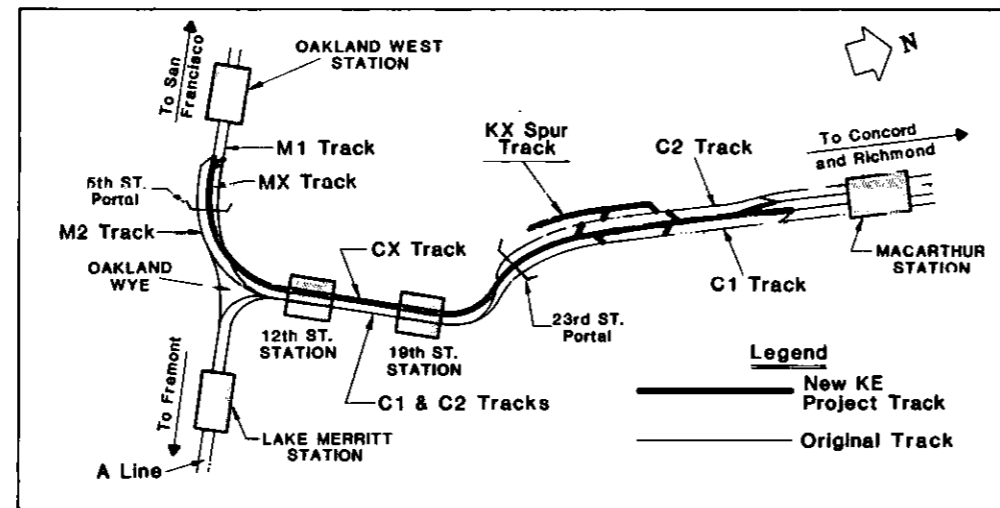 To San
Francisco
OAKLAND WEST
STATION
N
KX Spur
Track
C2 Track
To Concord
and Richmond
M1 Track
MX Track
5th ST.
Portal
M2 Track
OAKLAND
WYE
CX Track
MACARTHUR
STATION
C1 Track
12th ST.
STATION
19th ST.
STATION
23rd ST.
Portal
C1 & C2 Tracks
To Fremont
LAKE MERRITT
STATION
A Line
Legend
New KE
Project Track
Original Track